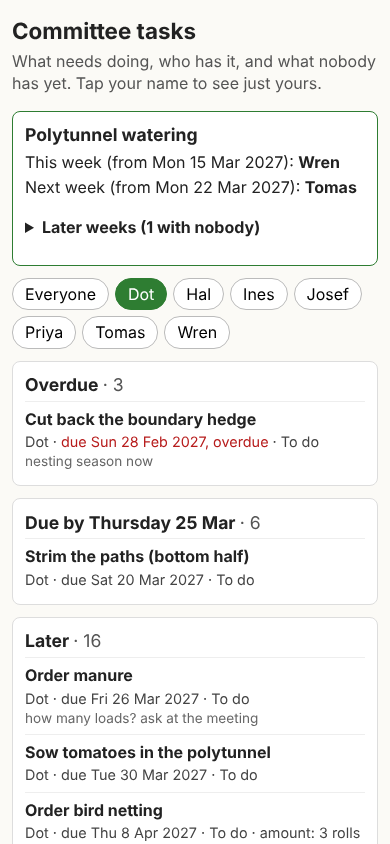 Committee tasks
What needs doing, who has it, and what nobody
has yet. Tap your name to see just yours.
Polytunnel watering
This week (from Mon 15 Mar 2027): Wren
Next week (from Mon 22 Mar 2027): Tomas
Later weeks (1 with nobody)
Everyone Dot Hal Ines Josef
Priya Tomas Wren
Overdue · 3
Cut back the boundary hedge
Dot · due Sun 28 Feb 2027, overdue · To do
nesting season now
Due by Thursday 25 Mar · 6
Strim the paths (bottom half)
Dot · due Sat 20 Mar 2027 · To do
Later · 16
Order manure
Dot · due Fri 26 Mar 2027 · To do
how many loads? ask at the meeting
Sow tomatoes in the polytunnel
Dot · due Tue 30 Mar 2027 · To do
Order bird netting
Dot · due Thu 8 Apr 2027 · To do · amount: 3 rolls